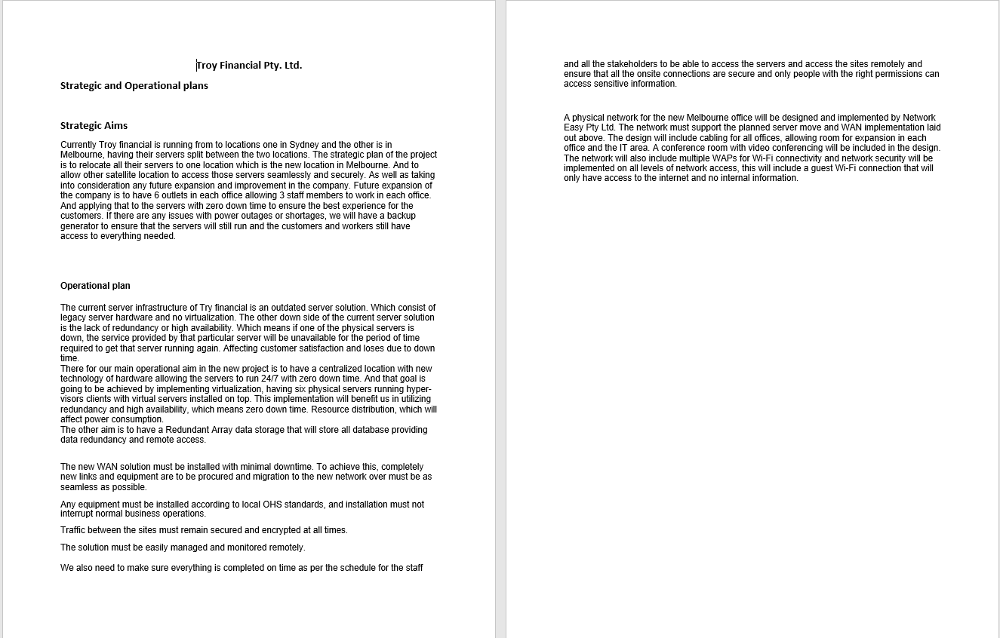 Troy Financial Pty. Ltd.
Strategic and Operational plans
Strategic Aims
Currently Troy financial is running from to locations one in Sydney and the other is in
Melbourne, having their servers split between the two locations. The strategic plan of the project
is to relocate all their servers to one location which is the new location in Melbourne. And to
allow other satellite location to access those servers seamlessly and securely. As well as taking
into consideration any future expansion and improvement in the company. Future expansion of
the company is to have 6 outlets in each office allowing 3 staff members to work in each office.
And applying that to the servers with zero down time to ensure the best experience for the
customers. If there are any issues with power outages or shortages, we will have a backup
generator to ensure that the servers will still run and the customers and workers still have
access to everything needed.
Operational plan
The current server infrastructure of Try financial is an outdated server solution. Which consist of
legacy server hardware and no virtualization. The other down side of the current server solution
is the lack of redundancy or high availability. Which means if one of the physical servers is
down, the service provided by that particular server will be unavailable for the period of time
required to get that server running again. Affecting customer satisfaction and loses due to down
time.
There for our main operational aim in the new project is to have a centralized location with new
technology of hardware allowing the servers to run 24/7 with zero down time. And that goal is
going to be achieved by implementing virtualization, having six physical servers running hyper-
visors clients with virtual servers installed on top. This implementation will benefit us in utilizing
redundancy and high availability, which means zero down time. Resource distribution, which will
affect power consumption.
The other aim is to have a Redundant Array data storage that will store all database providing
data redundancy and remote access.
The new WAN solution must be installed with minimal downtime. To achieve this, completely
new links and equipment are to be procured and migration to the new network over must be as
seamless as possible.
Any equipment must be installed according to local OHS standards, and installation must not
interrupt normal business operations.
Traffic between the sites must remain secured and encrypted at all times.
The solution must be easily managed and monitored remotely.
We also need to make sure everything is completed on time as per the schedule for the staff
and all the stakeholders to be able to access the servers and access the sites remotely and
ensure that all the onsite connections are secure and only people with the right permissions can
access sensitive information.
A physical network for the new Melbourne office will be designed and implemented by Network
Easy Pty Ltd. The network must support the planned server move and WAN implementation laid
out above. The design will include cabling for all offices, allowing room for expansion in each
office and the IT area. A conference room with video conferencing will be included in the design.
The network will also include multiple WAPs for Wi-Fi connectivity and network security will be
implemented on all levels of network access, this will include a guest Wi-Fi connection that will
only have access to the internet and no internal information.